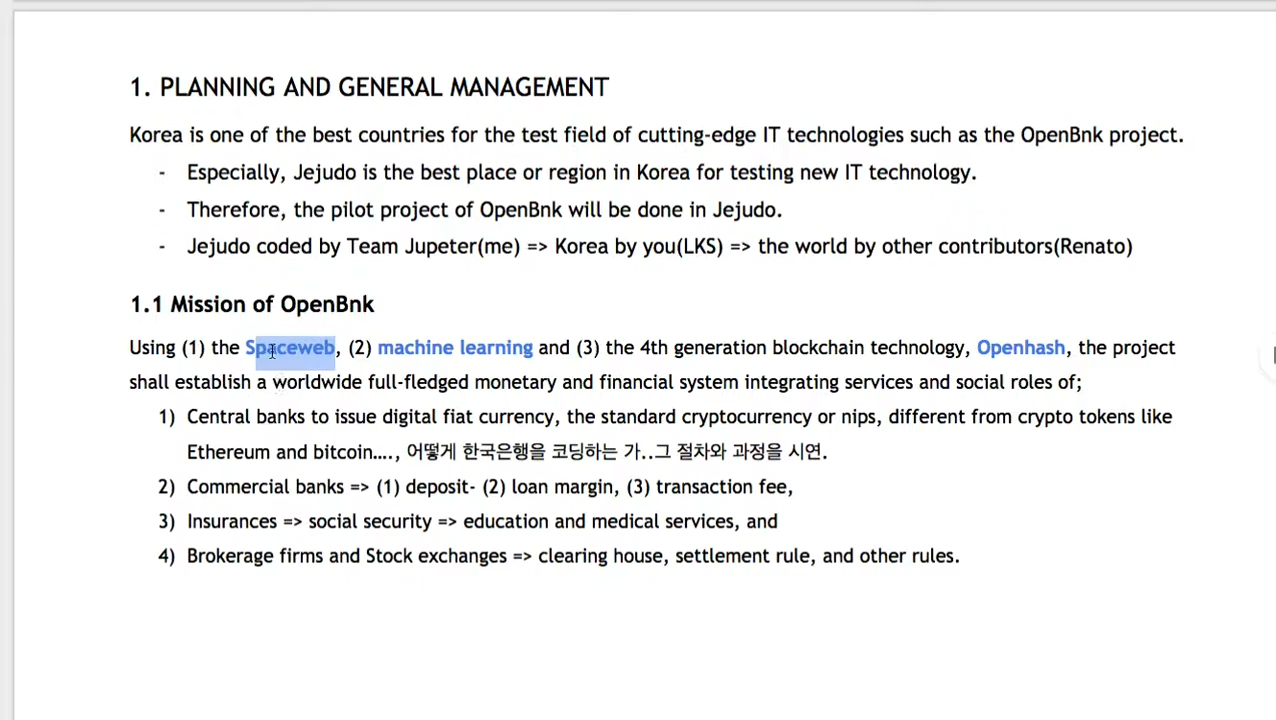 1. PLANNING AND GENERAL MANAGEMENT
Korea is one of the best countries for the test field of cutting-edge IT technologies such as the OpenBnk project.
- Especially, Jejudo is the best place or region in Korea for testing new IT technology.
- Therefore, the pilot project of OpenBnk will be done in Jejudo.
- Jejudo coded by Team Jupeter(me) => Korea by you(LKS) => the world by other contributors(Renato)
1.1 Mission of OpenBnk
Using (1) the Spaceweb, (2) machine learning and (3) the 4th generation blockchain technology, Openhash, the project
shall establish a worldwide full-fledged monetary and financial system integrating services and social roles of;
1) Central banks to issue digital fiat currency, the standard cryptocurrency or nips, different from crypto tokens like
Ethereum and bitcoin...., 어떻게 한국은행을 코딩하는 가..그 절차와 과정을 시연.
2) Commercial banks => (1) deposit- (2) loan margin, (3) transaction fee,
3) Insurances => social security => education and medical services, and
4) Brokerage firms and Stock exchanges => clearing house, settlement rule, and other rules.